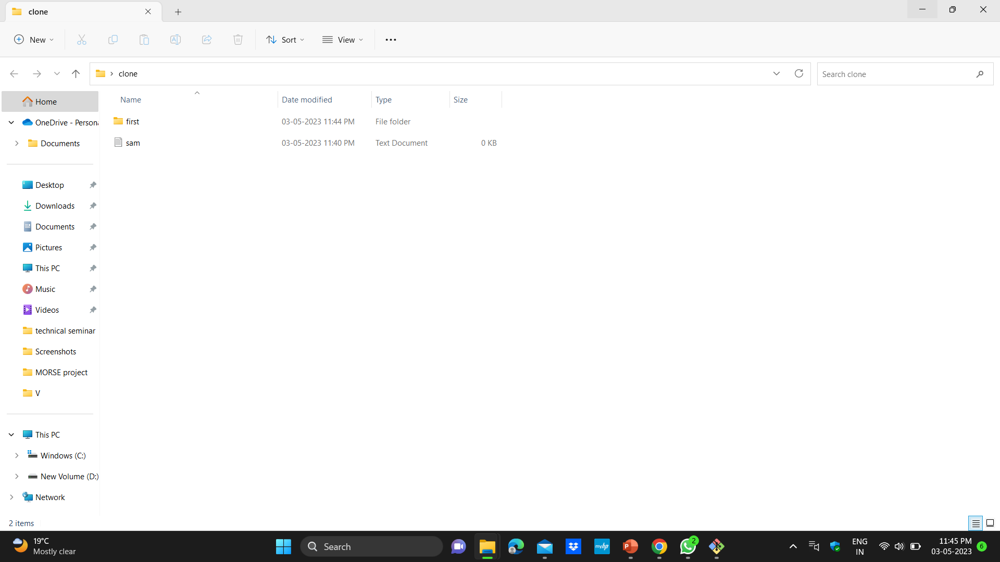 clone
New
Sort
View
clone
Search clone
Name
Date modified
Type
Size
first
03-05-2023 11:44 PM
File folder
sam
03-05-2023 11:40 PM
Text Document
0 KB
Home
OneDrive - Persona
Documents
Desktop
Downloads
Documents
Pictures
This PC
Music
Videos
technical seminar
Screenshots
MORSE project
V
This PC
Windows (C:)
New Volume (D:)
Network
2 items
19°C
Mostly clear
Search
myhp
P
2
ENG
IN
11:45 PM
03-05-2023
6